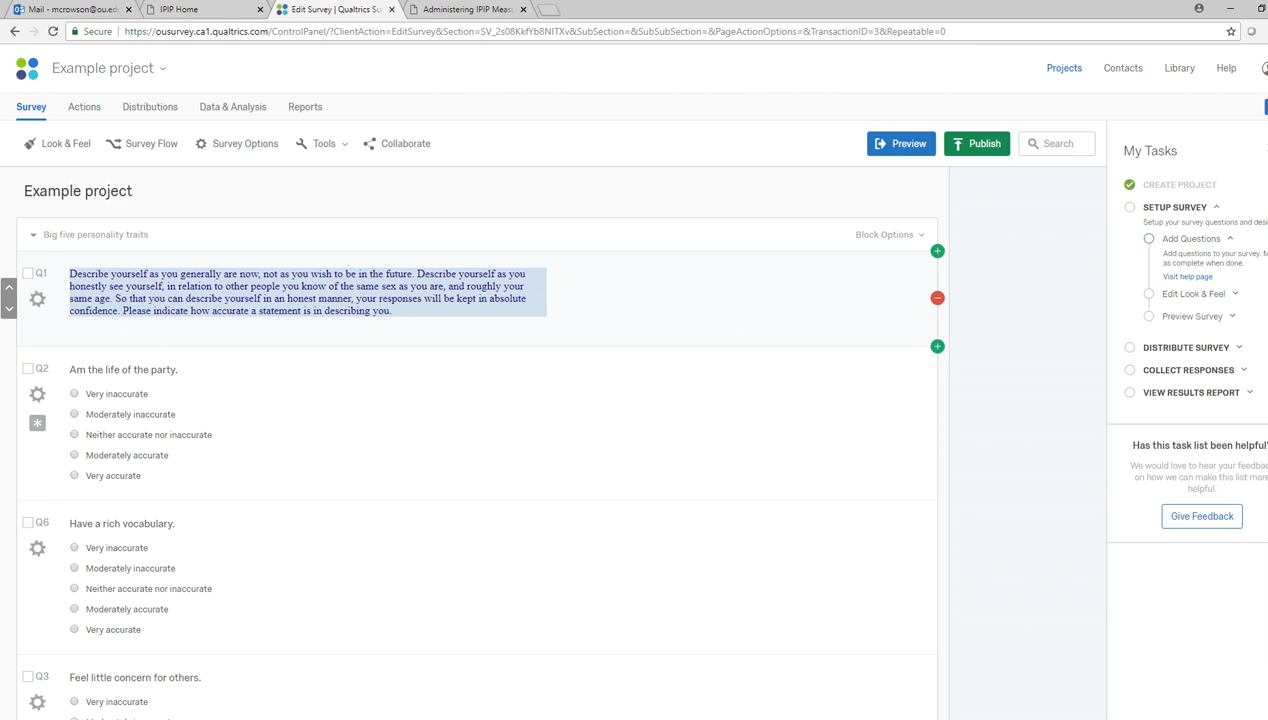 Mail - mcrowson@ou.ed
IPIP Home
Edit Survey | Qualtrics Su
Administering IPIP Meas
Secure
https://ousurvey.ca1.qualtrics.com/ControlPanel/?ClientAction=EditSurvey&Section=SV_2s08KkfYb8NITXv&SubSection=&SubSubSection=&PageActionOptions=&TransactionID=3&Repeatable=0
Example project
Projects
Contacts
Library
Help
Survey
Actions
Distributions
Data & Analysis
Reports
Look & Feel
Survey Flow
Survey Options
Tools
Collaborate
Preview
Publish
Search
Example project
Big five personality traits
Block Options
Q1
Describe yourself as you generally are now, not as you wish to be in the future. Describe yourself as you
honestly see yourself, in relation to other people you know of the same sex as you are, and roughly your
same age. So that you can describe yourself in an honest manner, your responses will be kept in absolute
confidence. Please indicate how accurate a statement is in describing you.
Q2
Am the life of the party.
Very inaccurate
Moderately inaccurate
Neither accurate nor inaccurate
Moderately accurate
Very accurate
Q6
Have a rich vocabulary.
Very inaccurate
Moderately inaccurate
Neither accurate nor inaccurate
Moderately accurate
Very accurate
Q3
Feel little concern for others.
Very inaccurate
My Tasks
CREATE PROJECT
SETUP SURVEY
Setup your survey questions and desi
Add Questions
Add questions to your survey. M
as complete when done.
Visit help page
Edit Look & Feel
Preview Survey
DISTRIBUTE SURVEY
COLLECT RESPONSES
VIEW RESULTS REPORT
Has this task list been helpful?
We would love to hear your feedbac
on how we can make this list more
helpful.
Give Feedback